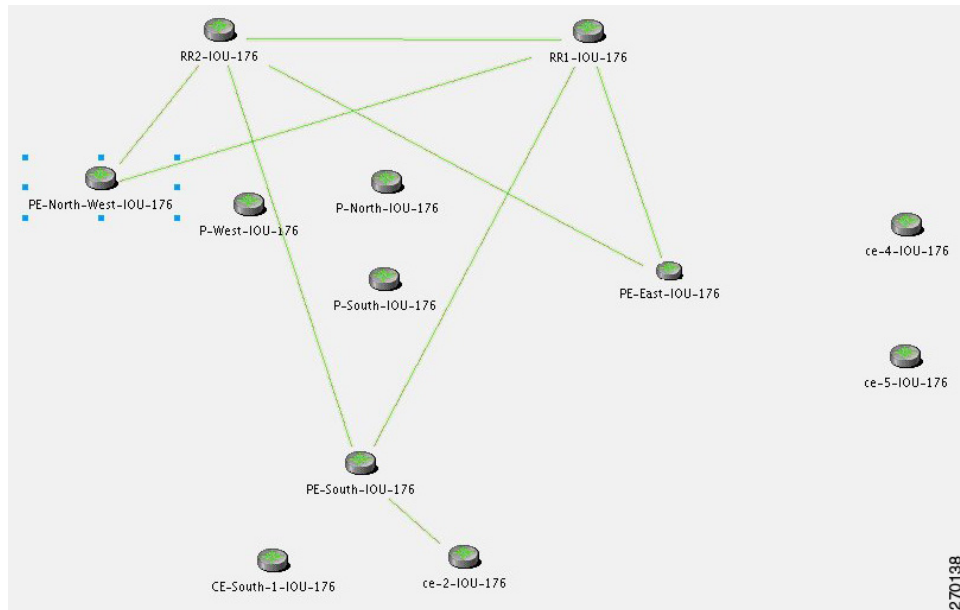 RR2-IOU-176
RR1-IOU-176
PE-North-West-IOU-176
P-West-IOU-176
P-North-IOU-176
ce-4-IOU-176
P-South-IOU-176
PE-East-IOU-176
ce-5-IOU-176
PE-South-IOU-176
CE-South-1-IOU-176
ce-2-IOU-176
270138